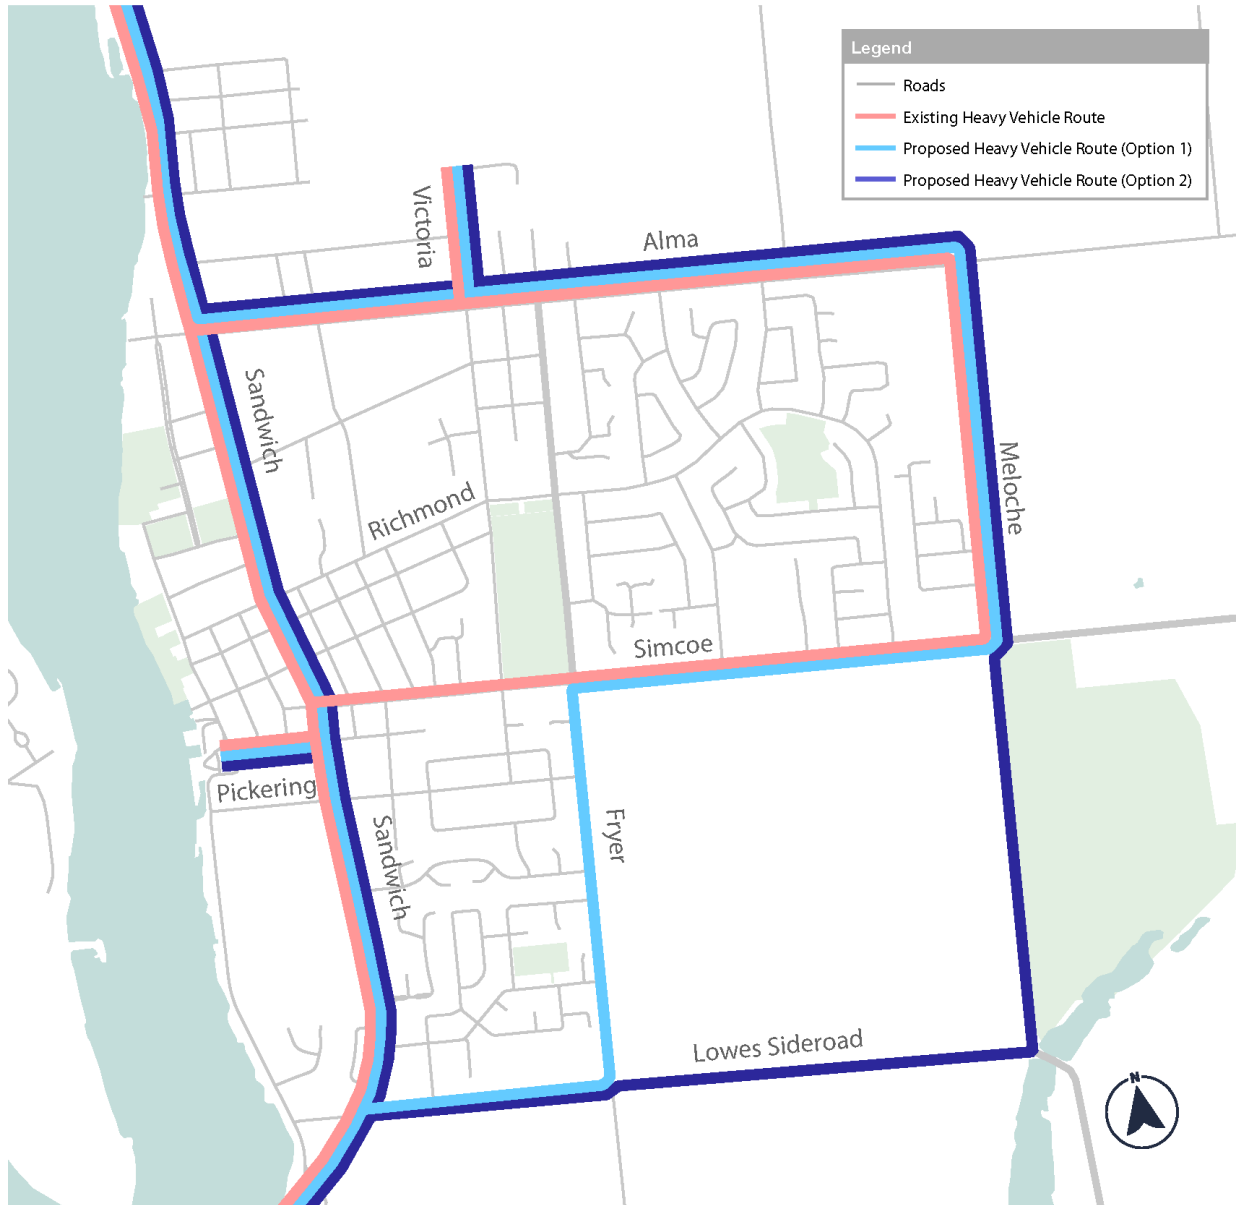 Legend
Roads
Existing Heavy Vehicle Route
Proposed Heavy Vehicle Route (Option 1)
Proposed Heavy Vehicle Route (Option 2)
Victoria
Alma
Sandwich
Meloche
Richmond
Simcoe
Pickering
Sandwich
Fryer
Lowes Sideroad
N